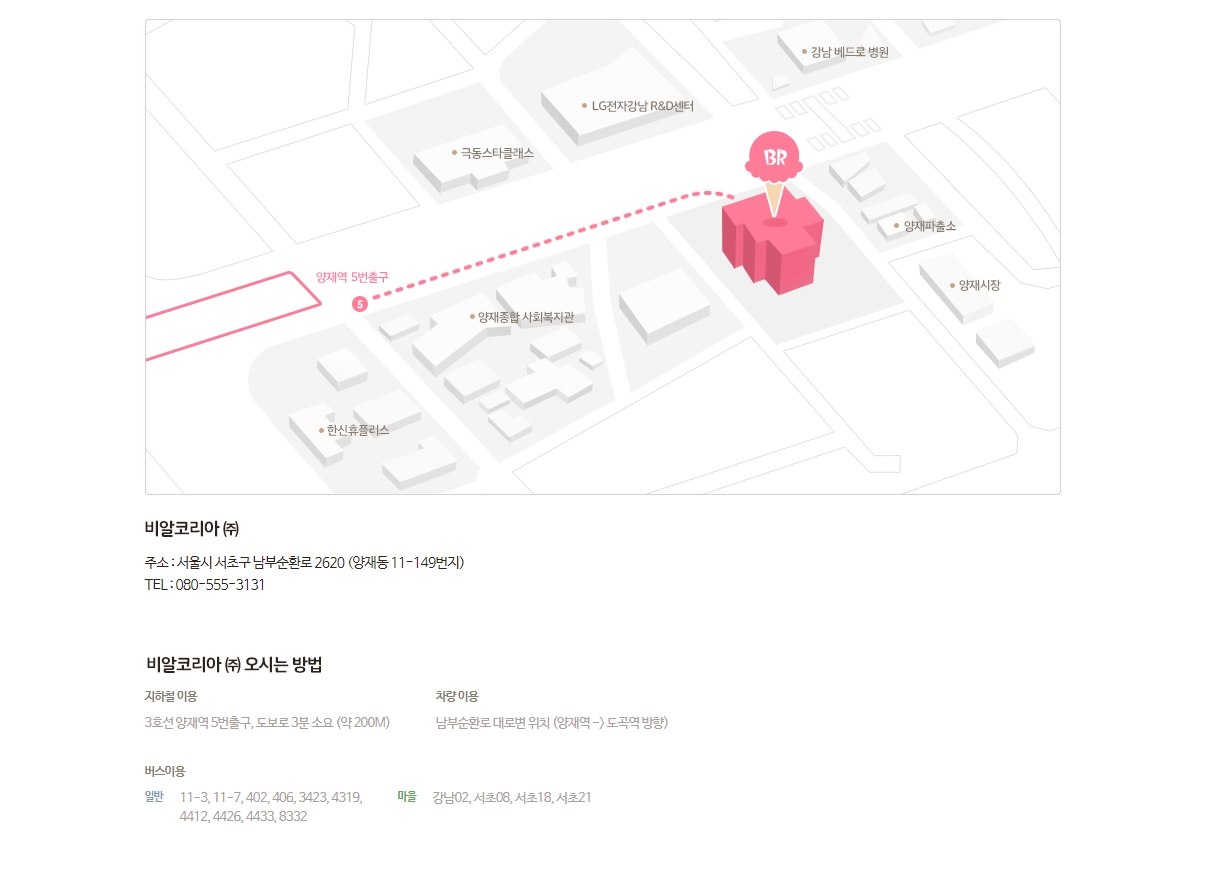 강남 베드로 병원
LG전자강남 R&D센터
극동스타클래스
BR
양재파출소
양재역 5번출구
5
양재시장
양재종합 사회복지관
한신휴플러스
비알코리아 ㈜
주소 : 서울시 서초구 남부순환로 2620 (양재동 11-149번지)
TEL : 080-555-3131
비알코리아 ㈜ 오시는 방법
지하철 이용
3호선 양재역 5번출구, 도보로 3분 소요 (약 200M)
차량 이용
남부순환로 대로변 위치 (양재역 -> 도곡역 방향)
버스이용
일반 11-3, 11-7, 402, 406, 3423, 4319,
4412, 4426, 4433, 8332
마을 강남02, 서초08, 서초18, 서초21